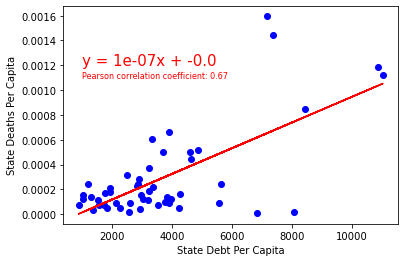 0.0016
0.0014
0.0012
0.0010
0.0008
0.0006
0.0004
0.0002
0.0000
State Deaths Per Capita
y = 1e-07x + -0.0
Pearson correlation coefficient: 0.67
2000 4000 6000 8000 10000
State Debt Per Capita